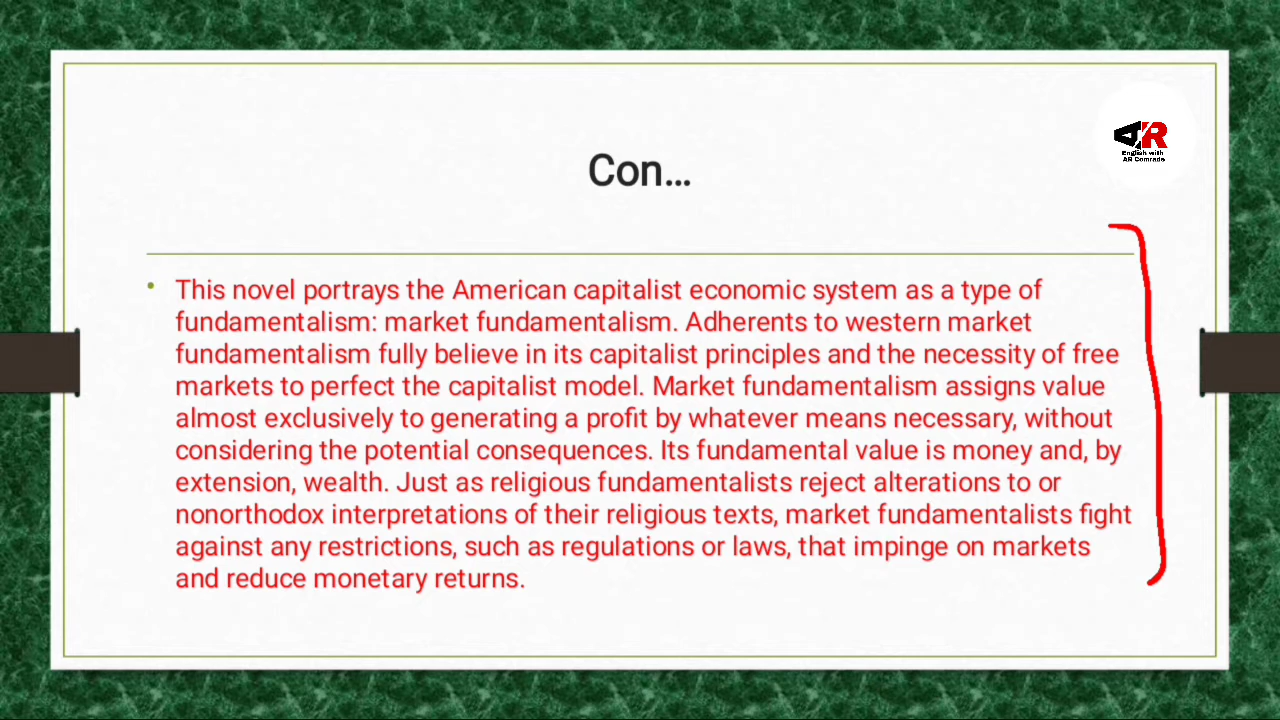 AR
English with
AR Comrade
Con...
This novel portrays the American capitalist economic system as a type of
fundamentalism: market fundamentalism. Adherents to western market
fundamentalism fully believe in its capitalist principles and the necessity of free
markets to perfect the capitalist model. Market fundamentalism assigns value
almost exclusively to generating a profit by whatever means necessary, without
considering the potential consequences. Its fundamental value is money and, by
extension, wealth. Just as religious fundamentalists reject alterations to or
nonorthodox interpretations of their religious texts, market fundamentalists fight
against any restrictions, such as regulations or laws, that impinge on markets
and reduce monetary returns.